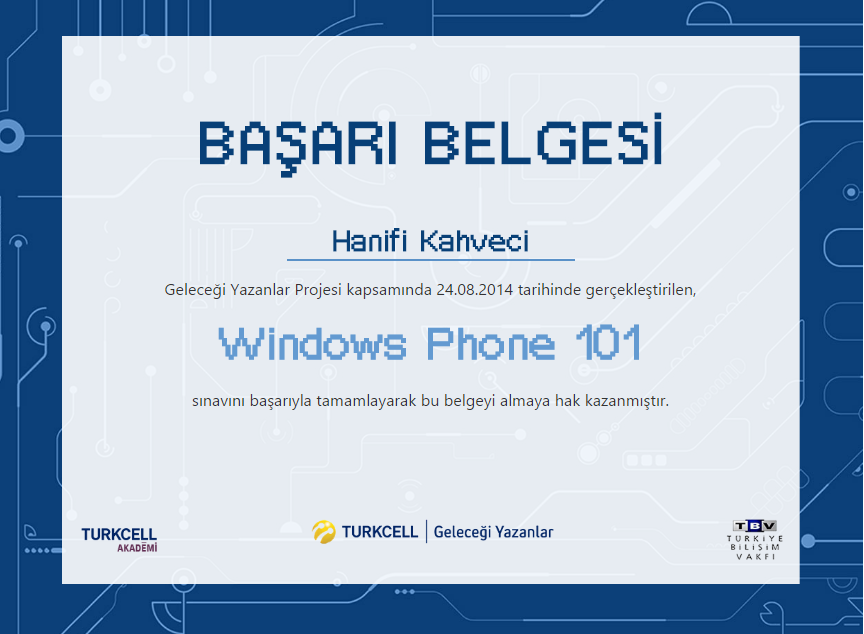 BAŞARI BELGESİ
Hanifi Kahveci
Geleceği Yazanlar Projesi kapsamında 24.08.2014 tarihinde gerçekleştirilen,
Windows Phone 101
sınavını başarıyla tamamlayarak bu belgeyi almaya hak kazanmıştır.
TURKCELL
AKADEMİ
TURKCELL | Geleceği Yazanlar
TBV
TÜRKİYE
BİLİŞİM
VAKFI